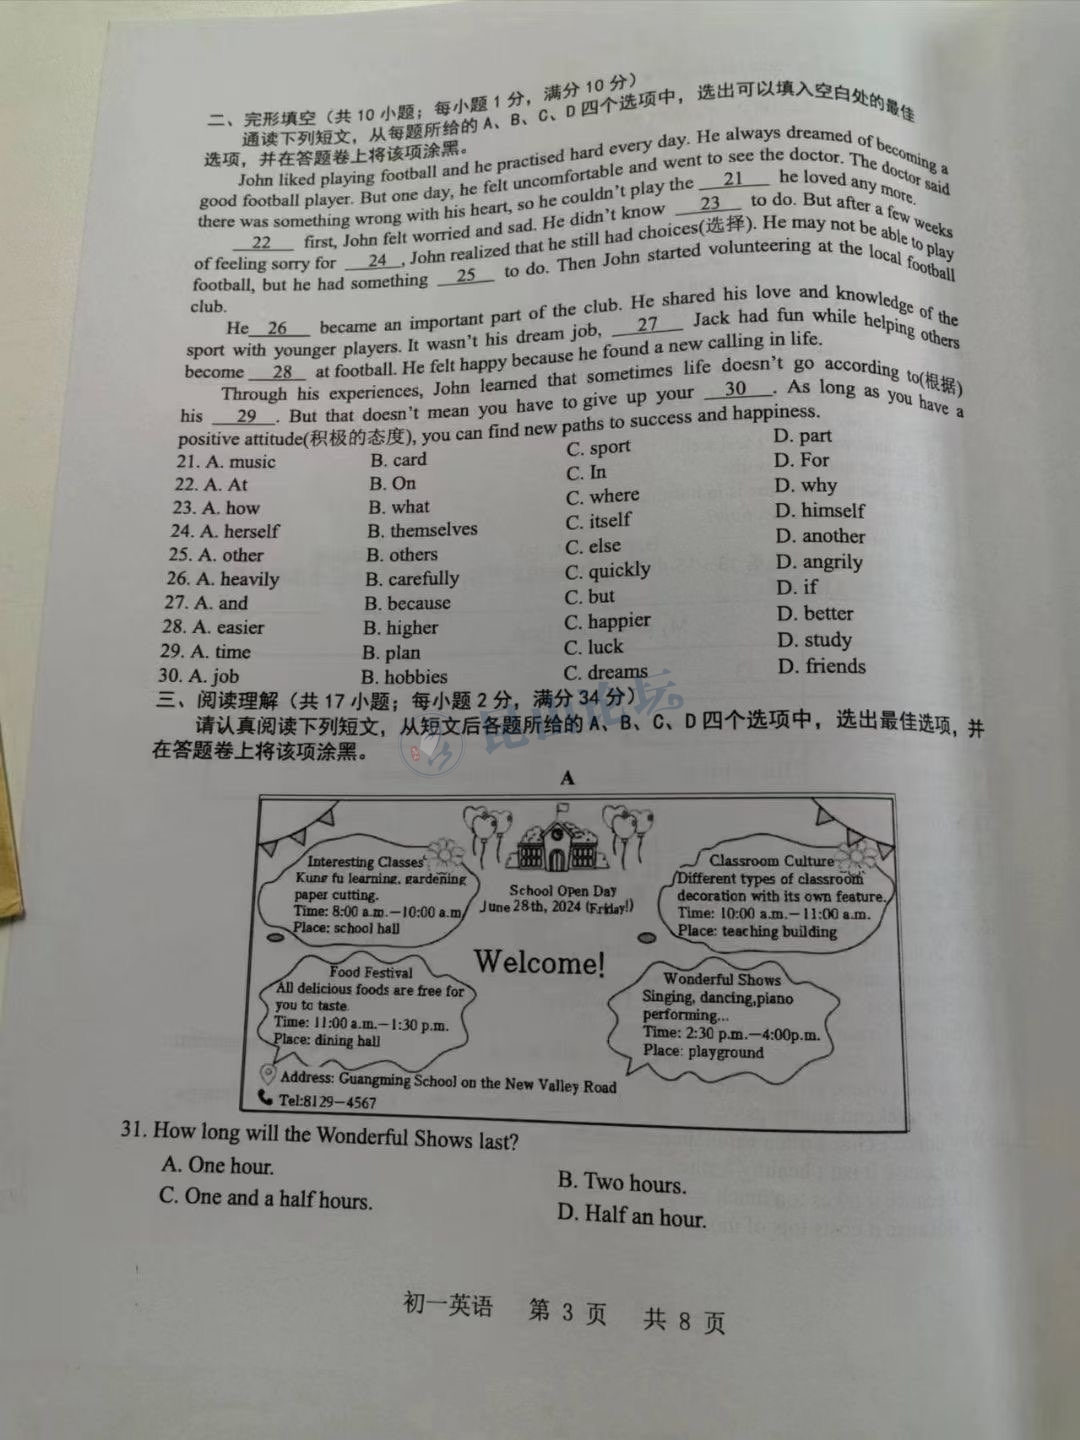 二、完形填空（共 10 小题；每小题 1 分，满分 10 分）
通读下列短文，从每题所给的 A、B、C、D 四个选项中，选出可以填入空白处的最佳
选项，并在答题卷上将该项涂黑。
John liked playing football and he practised hard every day. He always dreamed of becoming a
good football player. But one day, he felt uncomfortable and went to see the doctor. The doctor said
there was something wrong with his heart, so he couldn't play the 21 he loved any more.
22 first, John felt worried and sad. He didn't know 23 to do. But after a few weeks
of feeling sorry for 24 , John realized that he still had choices(选择). He may not be able to play
football, but he had something 25 to do. Then John started volunteering at the local football
club.
He 26 became an important part of the club. He shared his love and knowledge of the
sport with younger players. It wasn't his dream job, 27 Jack had fun while helping others
become 28 at football. He felt happy because he found a new calling in life.
Through his experiences, John learned that sometimes life doesn't go according to(根据)
his 29 . But that doesn't mean you have to give up your 30 . As long as you have a
positive attitude(积极的态度), you can find new paths to success and happiness.
21. A. music B. card C. sport D. part
22. A. At B. On C. In D. For
23. A. how B. what C. where D. why
24. A. herself B. themselves C. itself D. himself
25. A. other B. others C. else D. another
26. A. heavily B. carefully C. quickly D. angrily
27. A. and B. because C. but D. if
28. A. easier B. higher C. happier D. better
29. A. time B. plan C. luck D. study
30. A. job B. hobbies C. dreams D. friends
三、阅读理解（共 17 小题；每小题 2 分，满分 34 分）
请认真阅读下列短文，从短文后各题所给的 A、B、C、D 四个选项中，选出最佳选项，并
在答题卷上将该项涂黑。
昆山论坛
A
Interesting Classes
Kung fu learning, gardening
paper cutting.
Time: 8:00 a.m.—10:00 a.m/
Place: school hall
School Open Day
June 28th, 2024 (Friday!)
Classroom Culture
Different types of classroom
decoration with its own feature.
Time: 10:00 a.m.—11:00 a.m.
Place: teaching building
Welcome!
Food Festival
All delicious foods are free for
you to taste.
Time: 11:00 a.m.—1:30 p.m.
Place: dining hall
Wonderful Shows
Singing, dancing,piano
performing...
Time: 2:30 p.m.—4:00p.m.
Place: playground
Address: Guangming School on the New Valley Road
Tel:8129—4567
31. How long will the Wonderful Shows last?
A. One hour. B. Two hours.
C. One and a half hours. D. Half an hour.
初一英语 第 3 页 共 8 页